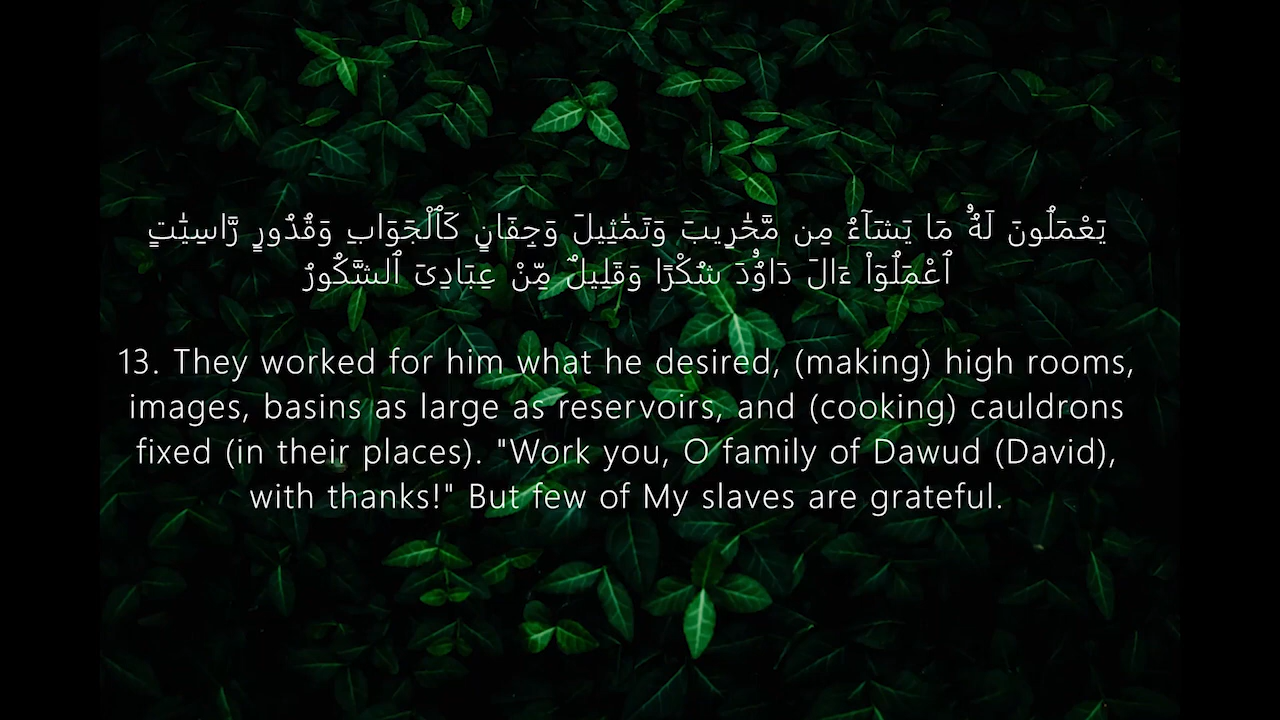 يَعْمَلُونَ لَهُۥ مَا يَشَآءُ مِن مَّحَٰرِيبَ وَتَمَٰثِيلَ وَجِفَانٍ كَٱلْجَوَابِ وَقُدُورٍ رَّاسِيَٰتٍ
ٱعْمَلُوٓا۟ ءَالَ دَاوُۥدَ شُكْرًا وَقَلِيلٌ مِّنْ عِبَادِىَ ٱلشَّكُورُ
13. They worked for him what he desired, (making) high rooms,
images, basins as large as reservoirs, and (cooking) cauldrons
fixed (in their places). "Work you, O family of Dawud (David),
with thanks!" But few of My slaves are grateful.